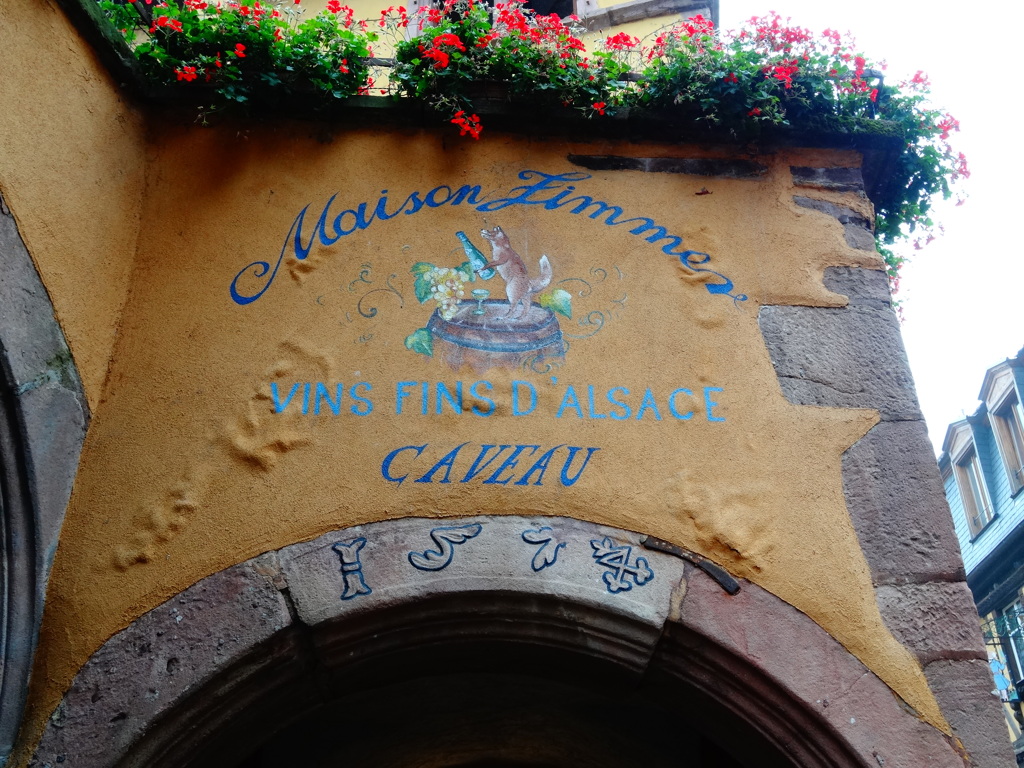 Maison Zimmer
VINS FINS D'ALSACE
CAVEAU
1574